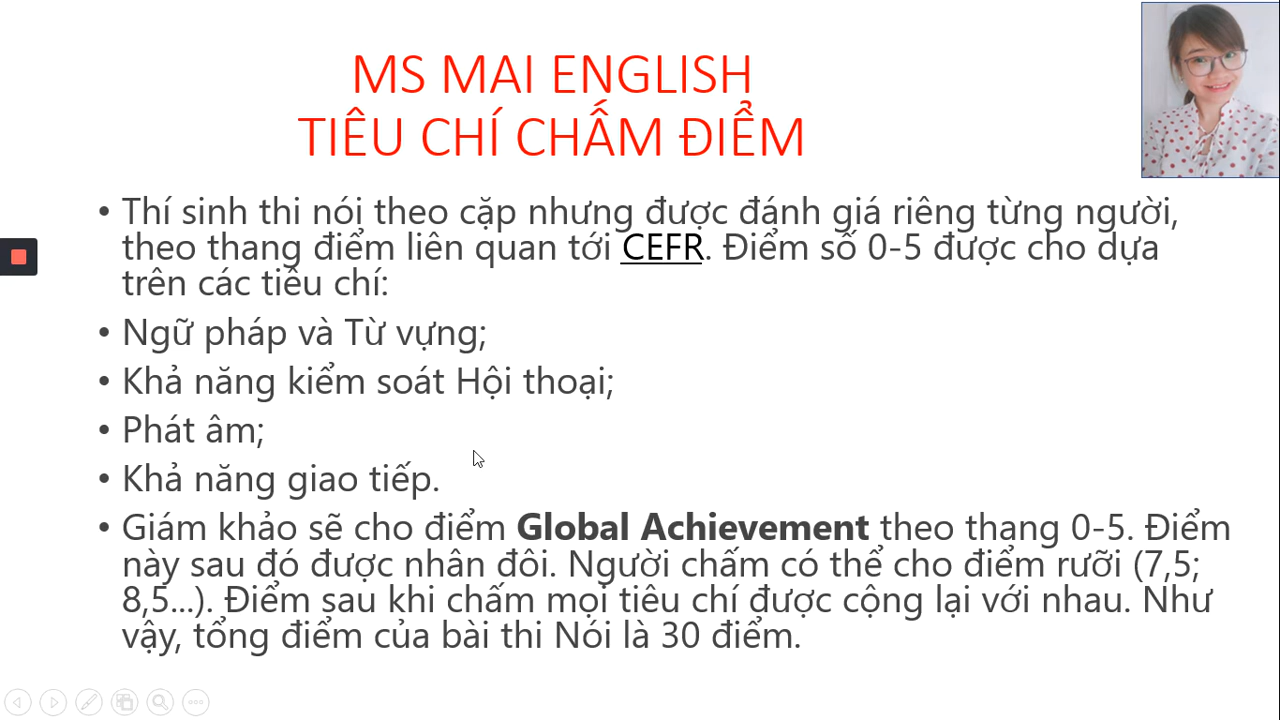 MS MAI ENGLISH
TIÊU CHÍ CHẤM ĐIỂM
• Thí sinh thi nói theo cặp nhưng được đánh giá riêng từng người,
theo thang điểm liên quan tới CEFR. Điểm số 0-5 được cho dựa
trên các tiêu chí:
• Ngữ pháp và Từ vựng;
• Khả năng kiểm soát Hội thoại;
• Phát âm;
• Khả năng giao tiếp.
• Giám khảo sẽ cho điểm Global Achievement theo thang 0-5. Điểm
này sau đó được nhân đôi. Người chấm có thể cho điểm rưỡi (7,5;
8,5...). Điểm sau khi chấm mọi tiêu chí được cộng lại với nhau. Như
vậy, tổng điểm của bài thi Nói là 30 điểm.